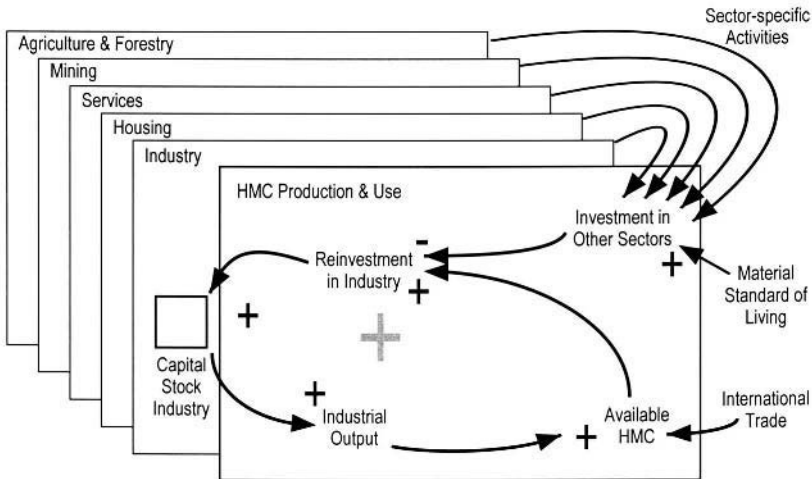 Sector-specific
Activities
Agriculture & Forestry
Mining
Services
Housing
Industry
HMC Production & Use
Investment in
Other Sectors
-
Reinvestment
in Industry
+
+
Material
Standard of
Living
+
+
Capital
Stock
Industry
+
Industrial
Output
+
Available
HMC
International
Trade